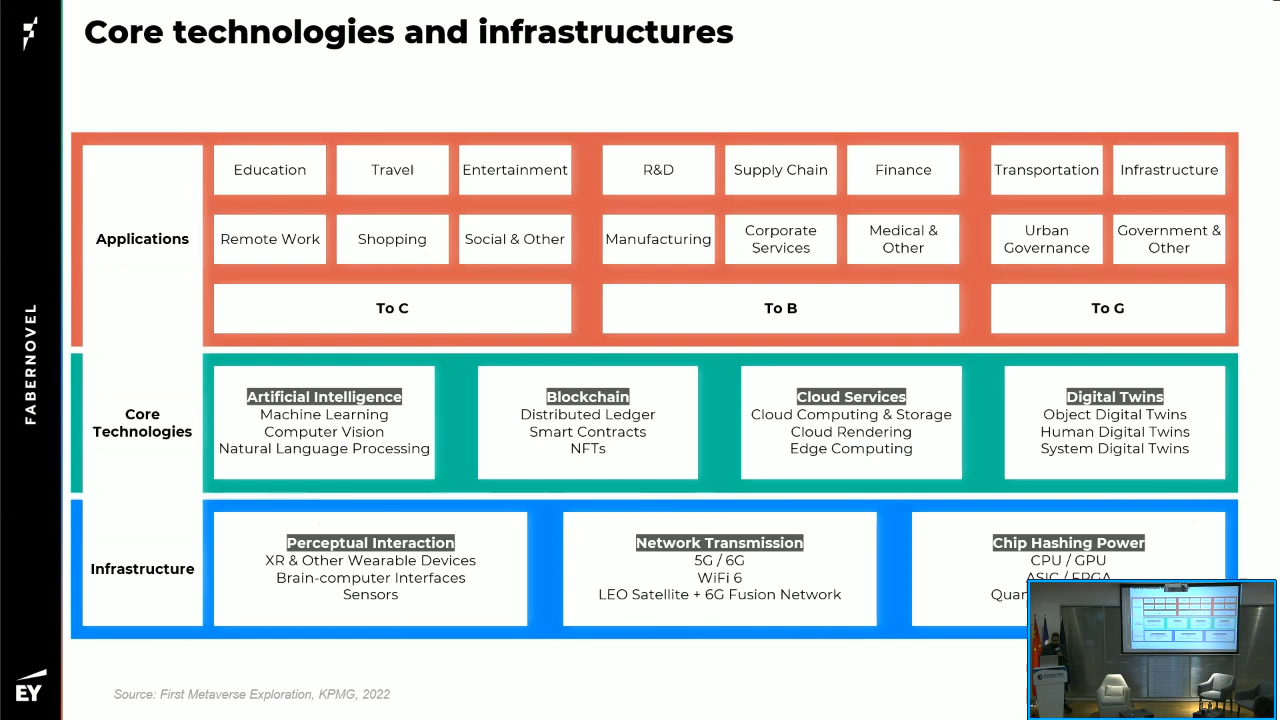 Core technologies and infrastructures
Applications
Education
Travel
Entertainment
R&D
Supply Chain
Finance
Transportation
Infrastructure
Remote Work
Shopping
Social & Other
Manufacturing
Corporate
Services
Medical &
Other
Urban
Governance
Government &
Other
To C
To B
To G
Core
Technologies
Artificial Intelligence
Machine Learning
Computer Vision
Natural Language Processing
Blockchain
Distributed Ledger
Smart Contracts
NFTs
Cloud Services
Cloud Computing & Storage
Cloud Rendering
Edge Computing
Digital Twins
Object Digital Twins
Human Digital Twins
System Digital Twins
Infrastructure
Perceptual Interaction
XR & Other Wearable Devices
Brain-computer Interfaces
Sensors
Network Transmission
5G / 6G
WiFi 6
LEO Satellite + 6G Fusion Network
Chip Hashing Power
CPU / GPU
ASIC / FPGA
FABERNOVEL
EY
Source: First Metaverse Exploration, KPMG, 2022